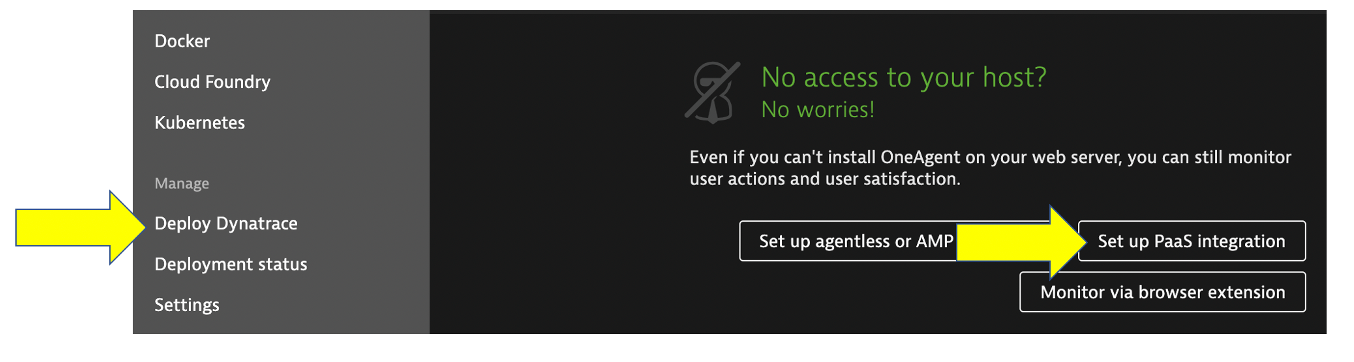 Docker
Cloud Foundry
Kubernetes
Manage
Deploy Dynatrace
Deployment status
Settings
No access to your host?
No worries!
Even if you can't install OneAgent on your web server, you can still monitor
user actions and user satisfaction.
Set up agentless or AMP
Set up PaaS integration
Monitor via browser extension